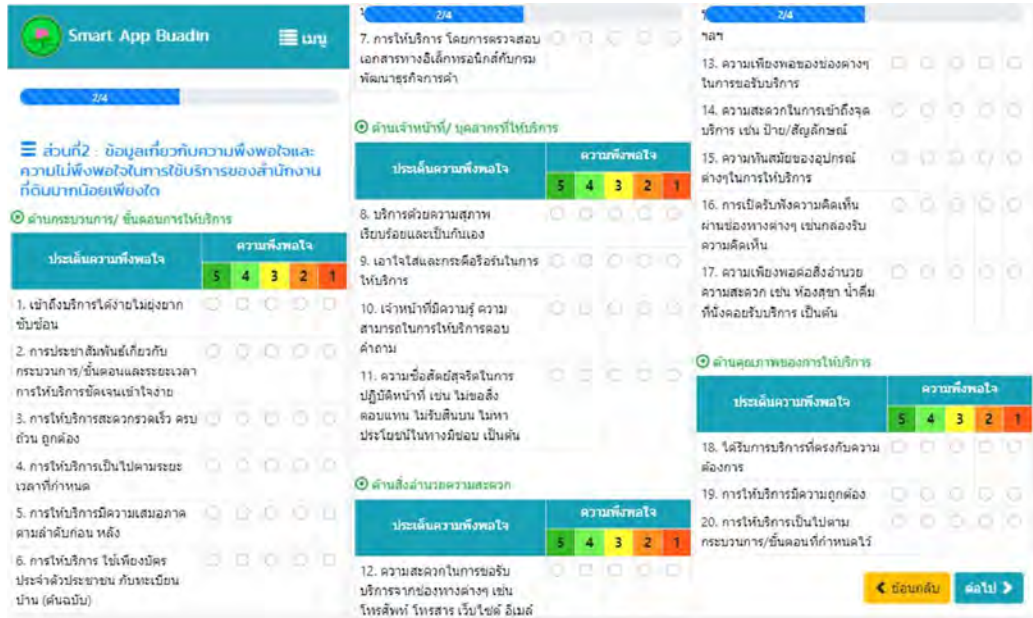 Smart App Buadin
เมนู
2/4
ส่วนที่2 : ข้อมูลเกี่ยวกับความพึงพอใจและ
ความไม่พึงพอใจในการใช้บริการของสำนักงาน
ที่ดินมากน้อยเพียงใด
ด้านกระบวนการ/ ขั้นตอนการให้บริการ
ประเด็นความพึงพอใจ
ความพึงพอใจ
5 4 3 2 1
1. เข้าถึงบริการได้ง่ายไม่ยุ่งยาก
ซับซ้อน
2. การประชาสัมพันธ์เกี่ยวกับ
กระบวนการ/ขั้นตอนและระยะเวลา
การให้บริการชัดเจนเข้าใจง่าย
3. การให้บริการสะดวกรวดเร็ว ครบ
ถ้วน ถูกต้อง
4. การให้บริการเป็นไปตามระยะ
เวลาที่กำหนด
5. การให้บริการมีความเสมอภาค
ตามลำดับก่อน หลัง
6. การให้บริการ ใช้เพียงบัตร
ประจำตัวประชาชน กับทะเบียน
บ้าน (ต้นฉบับ)
2/4
7. การให้บริการ โดยการตรวจสอบ
เอกสารทางอิเล็กทรอนิกส์กับกรม
พัฒนาธุรกิจการค้า
ด้านเจ้าหน้าที่/ บุคลากรที่ให้บริการ
ประเด็นความพึงพอใจ
ความพึงพอใจ
5 4 3 2 1
8. บริการด้วยความสุภาพ
เรียบร้อยและเป็นกันเอง
9. เอาใจใส่และกระตือรือร้นในการ
ให้บริการ
10. เจ้าหน้าที่มีความรู้ ความ
สามารถในการให้บริการตอบ
คำถาม
11. ความซื่อสัตย์สุจริตในการ
ปฏิบัติหน้าที่ เช่น ไม่ขอสิ่ง
ตอบแทน ไม่รับสินบน ไม่หา
ประโยชน์ในทางมิชอบ เป็นต้น
ด้านสิ่งอำนวยความสะดวก
ประเด็นความพึงพอใจ
ความพึงพอใจ
5 4 3 2 1
12. ความสะดวกในการขอรับ
บริการจากช่องทางต่างๆ เช่น
โทรศัพท์ โทรสาร เว็บไซต์ อีเมล์
2/4
ฯลฯ
13. ความเพียงพอของช่องต่างๆ
ในการขอรับบริการ
14. ความสะดวกในการเข้าถึงจุด
บริการ เช่น ป้าย/สัญลักษณ์
15. ความทันสมัยของอุปกรณ์
ต่างๆในการให้บริการ
16. การเปิดรับฟังความคิดเห็น
ผ่านช่องทางต่างๆ เช่นกล่องรับ
ความคิดเห็น
17. ความเพียงพอต่อสิ่งอำนวย
ความสะดวก เช่น ห้องสุขา น้ำดื่ม
ที่นั่งคอยรับบริการ เป็นต้น
ด้านคุณภาพของการให้บริการ
ประเด็นความพึงพอใจ
ความพึงพอใจ
5 4 3 2 1
18. ได้รับการบริการที่ตรงกับความ
ต้องการ
19. การให้บริการมีความถูกต้อง
20. การให้บริการเป็นไปตาม
กระบวนการ/ขั้นตอนที่กำหนดไว้
ย้อนกลับ
ต่อไป